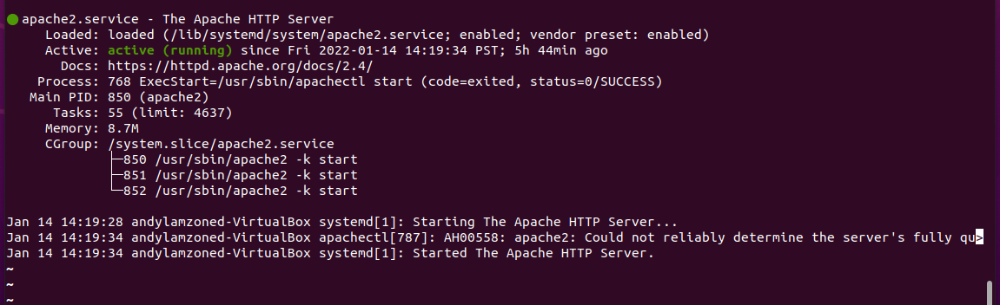 ● apache2.service - The Apache HTTP Server
Loaded: loaded (/lib/systemd/system/apache2.service; enabled; vendor preset: enabled)
Active: active (running) since Fri 2022-01-14 14:19:34 PST; 5h 44min ago
Docs: https://httpd.apache.org/docs/2.4/
Process: 768 ExecStart=/usr/sbin/apachectl start (code=exited, status=0/SUCCESS)
Main PID: 850 (apache2)
Tasks: 55 (limit: 4637)
Memory: 8.7M
CGroup: /system.slice/apache2.service
├─850 /usr/sbin/apache2 -k start
├─851 /usr/sbin/apache2 -k start
└─852 /usr/sbin/apache2 -k start
Jan 14 14:19:28 andylamzoned-VirtualBox systemd[1]: Starting The Apache HTTP Server...
Jan 14 14:19:34 andylamzoned-VirtualBox apachectl[787]: AH00558: apache2: Could not reliably determine the server's fully qu>
Jan 14 14:19:34 andylamzoned-VirtualBox systemd[1]: Started The Apache HTTP Server.
~
~
~